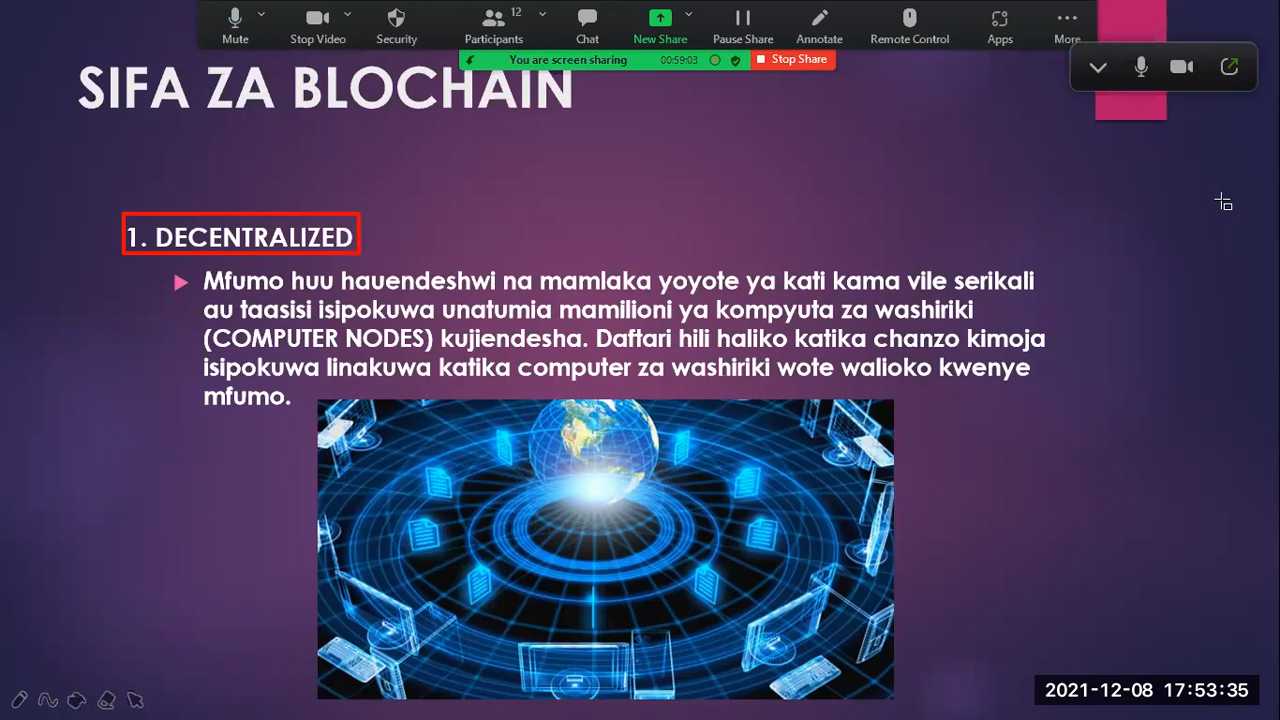 12
Mute
Stop Video
Security
Participants
Chat
New Share
Pause Share
Annotate
Remote Control
Apps
More
You are screen sharing
00:59:03
Stop Share
SIFA ZA BLOCHAIN
1. DECENTRALIZED
Mfumo huu hauendeshwi na mamlaka yoyote ya kati kama vile serikali
au taasisi isipokuwa unatumia mamilioni ya kompyuta za washiriki
(COMPUTER NODES) kujiendesha. Daftari hili haliko katika chanzo kimoja
isipokuwa linakuwa katika computer za washiriki wote walioko kwenye
mfumo.
2021-12-08 17:53:35